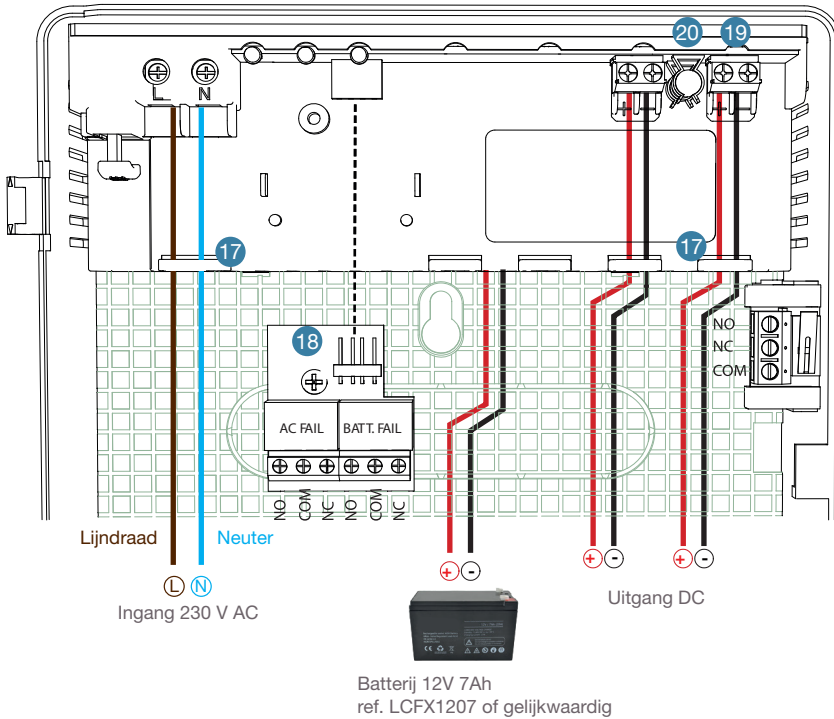 20
19
L
N
+
+
17
17
NO
NC
COM
18
AC FAIL
BATT. FAIL
NO
COM
NC
NO
COM
NC
Lijndraad
Neuter
L
N
+
-
+
-
+
-
Ingang 230 V AC
Uitgang DC
Batterij 12V 7Ah
ref. LCFX1207 of gelijkwaardig